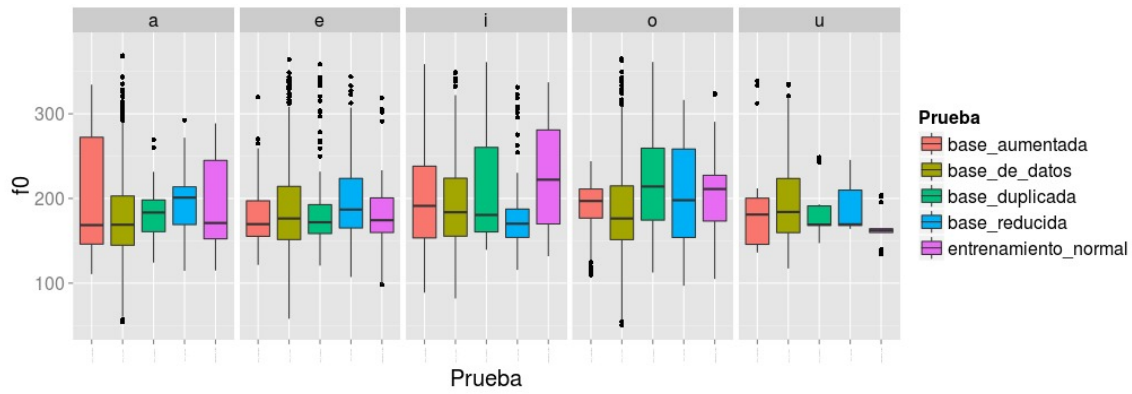 a
e
i
o
u
f0
300
200
100
Prueba
Prueba
base_aumentada
base_de_datos
base_duplicada
base_reducida
entrenamiento_normal